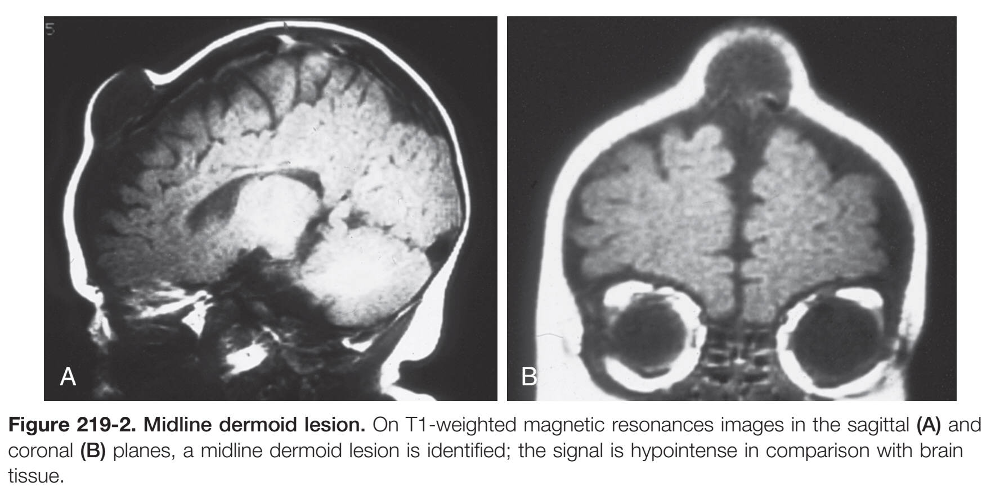 5
A
B
Figure 219-2. Midline dermoid lesion. On T1-weighted magnetic resonances images in the sagittal (A) and
coronal (B) planes, a midline dermoid lesion is identified; the signal is hypointense in comparison with brain
tissue.